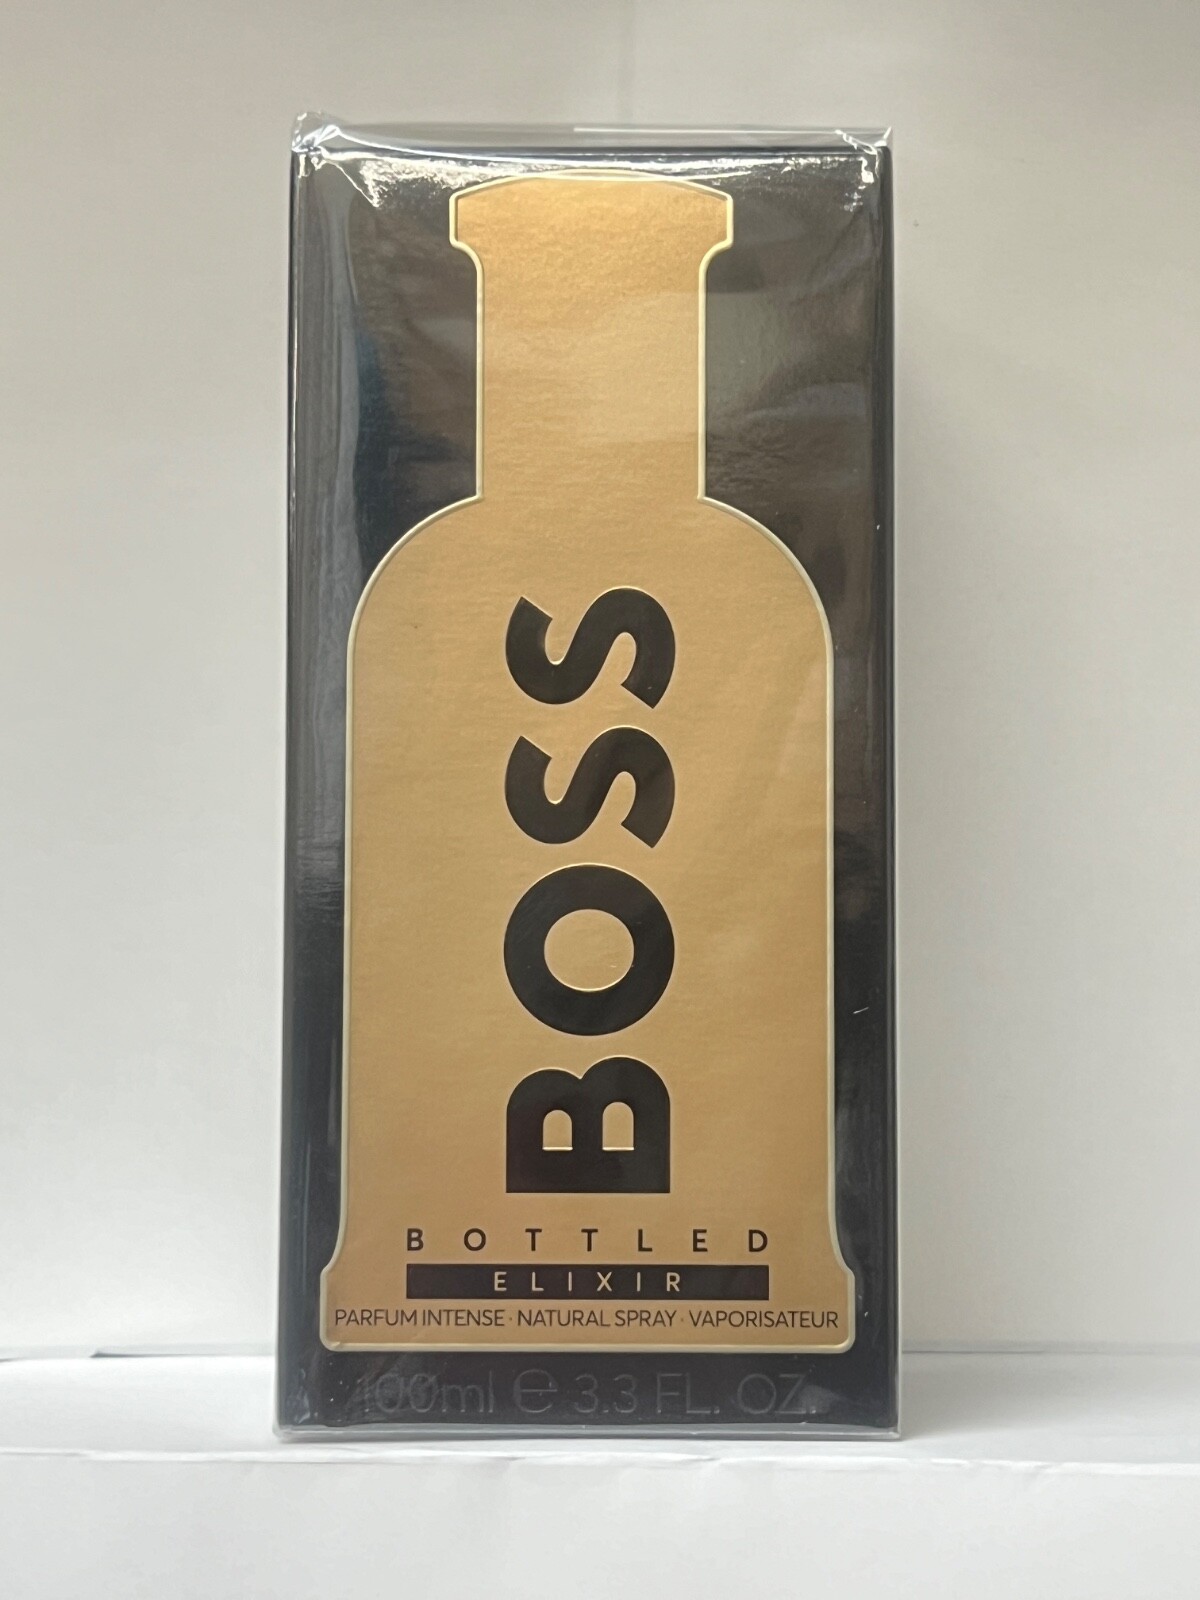 BOSS
BOTTLED
ELIXIR
PARFUM INTENSE · NATURAL SPRAY · VAPORISATEUR
100ml e 3.3 FL. OZ.